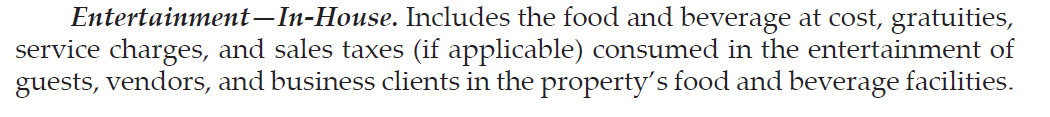 Entertainment—In-House. Includes the food and beverage at cost, gratuities,
service charges, and sales taxes (if applicable) consumed in the entertainment of
guests, vendors, and business clients in the property's food and beverage facilities.